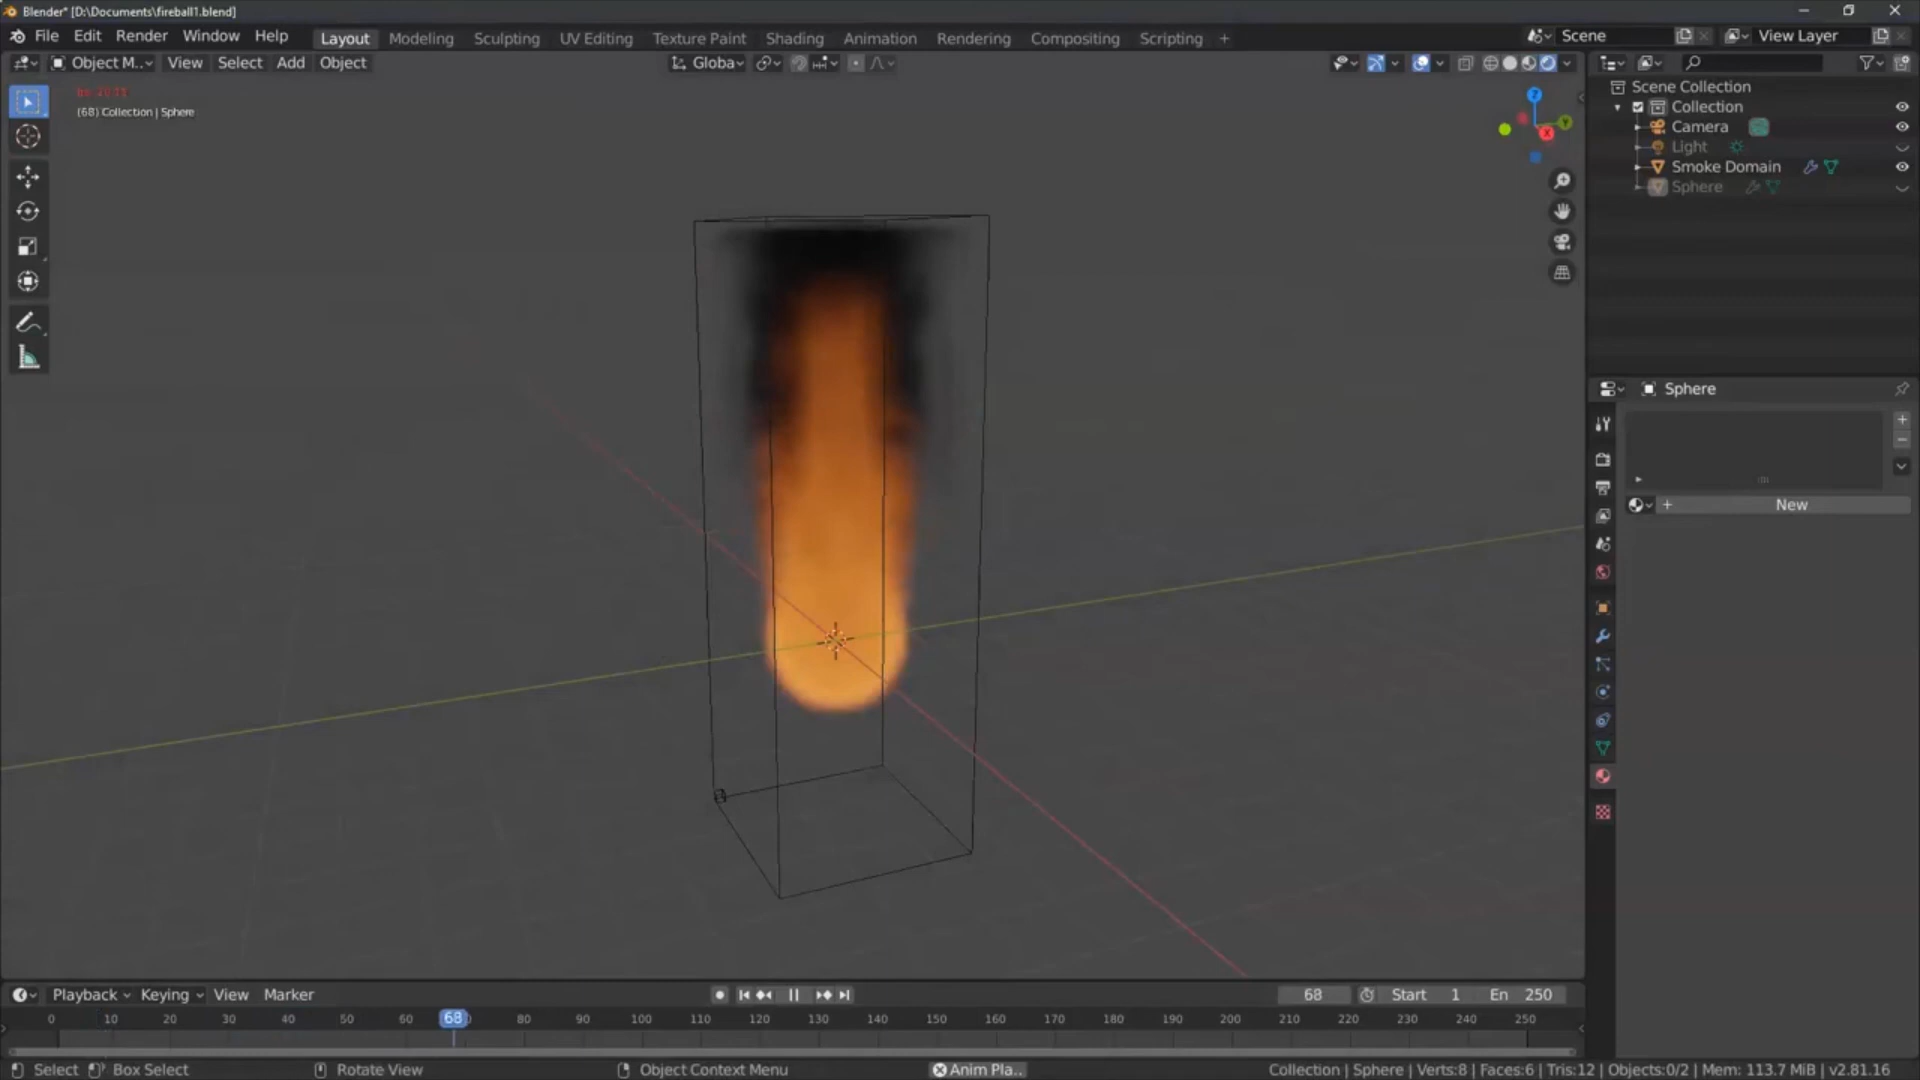 Blender* [D:\Documents\fireball1.blend]
File Edit Render Window Help Layout Modeling Sculpting UV Editing Texture Paint Shading Animation Rendering Compositing Scripting + Scene View Layer
Object M.. View Select Add Object Globa
(68) Collection | Sphere
Z
Y
X
Scene Collection
Collection
Camera
Light
Smoke Domain
Sphere
Sphere
+ New
Playback Keying View Marker 68 Start 1 En 250
0 10 20 30 40 50 60 68 80 90 100 110 120 130 140 150 160 170 180 190 200 210 220 230 240 250
Select Box Select Rotate View Object Context Menu Anim Pla.. Collection | Sphere | Verts:8 | Faces:6 | Tris:12 | Objects:0/2 | Mem: 113.7 MiB | v2.81.16